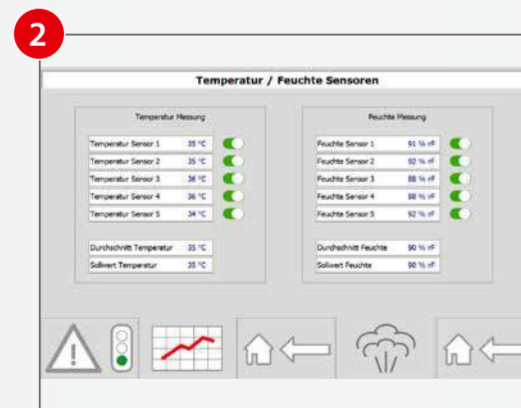 2
Temperatur / Feuchte Sensoren
Temperatur Messung
Temperatur Sensor 1 35 °C
Temperatur Sensor 2 35 °C
Temperatur Sensor 3 36 °C
Temperatur Sensor 4 36 °C
Temperatur Sensor 5 34 °C
Durchschnitt Temperatur 35 °C
Sollwert Temperatur 35 °C
Feuchte Messung
Feuchte Sensor 1 91 % rF
Feuchte Sensor 2 92 % rF
Feuchte Sensor 3 88 % rF
Feuchte Sensor 4 88 % rF
Feuchte Sensor 5 92 % rF
Durchschnitt Feuchte 90 % rF
Sollwert Feuchte 90 % rF